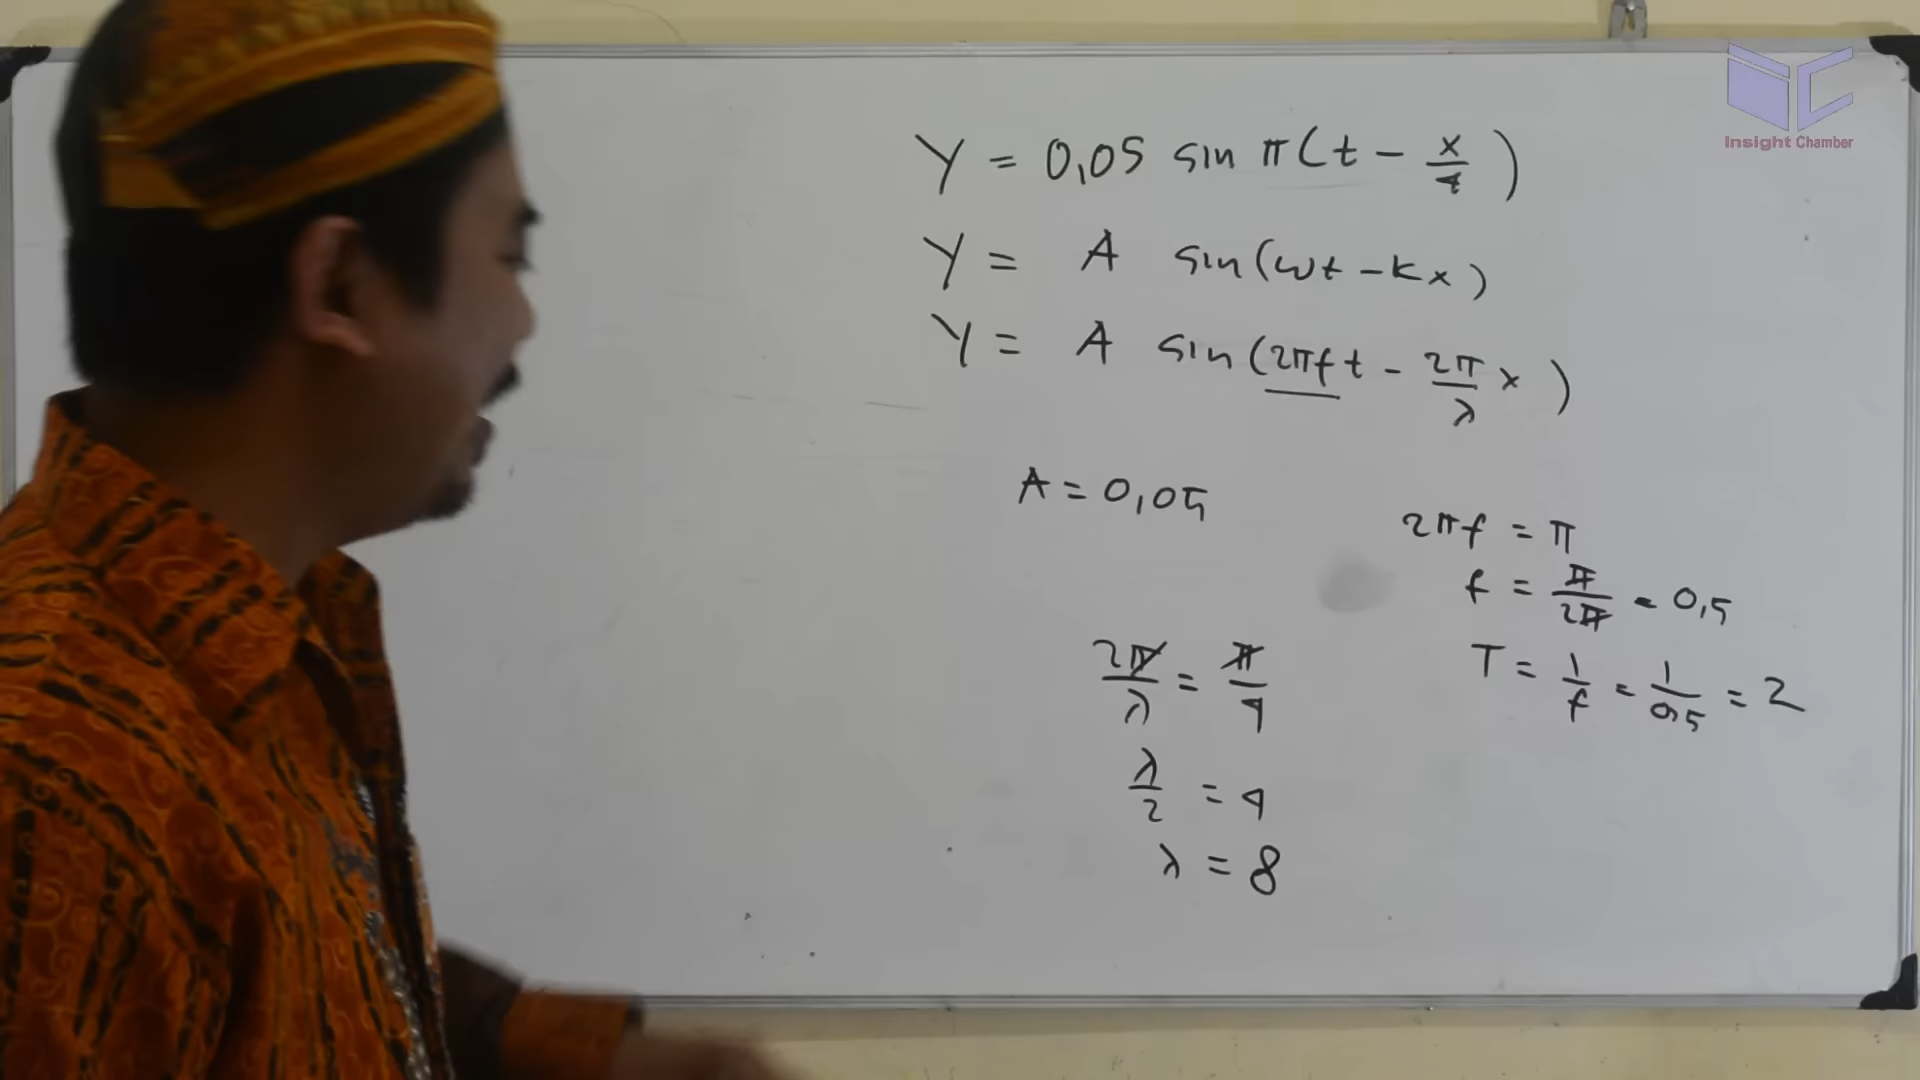 Insight Chamber
Y = 0,05 sin π(t - x/4)
Y = A sin(ωt - kx)
Y = A sin(2πft - 2π/λ x)
A = 0,05
2π/λ = π/4
λ/2 = 4
λ = 8
2πf = π
f = π/2π = 0,5
T = 1/f = 1/0,5 = 2